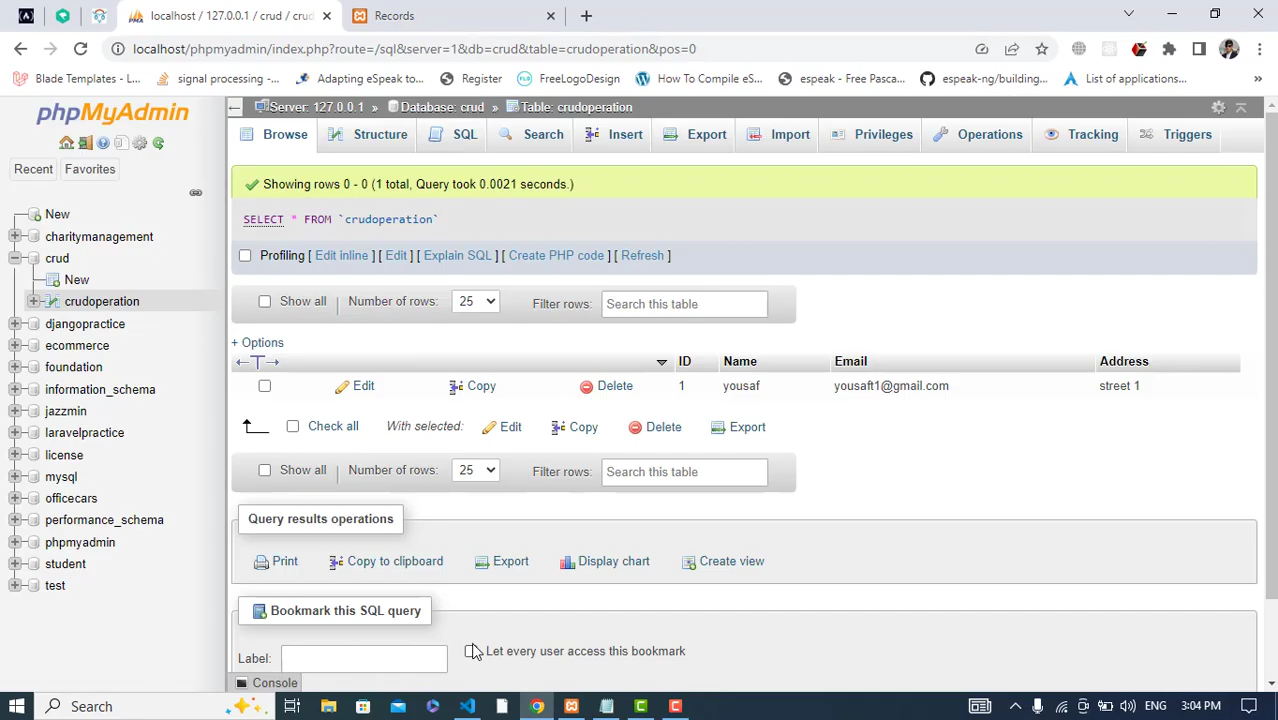 localhost / 127.0.0.1 / crud / crud
Records
localhost/phpmyadmin/index.php?route=/sql&server=1&db=crud&table=crudoperation&pos=0
Blade Templates - L...
signal processing -...
Adapting eSpeak to...
Register
FreeLogoDesign
How To Compile eS...
espeak - Free Pasca...
espeak-ng/building...
List of applications...
phpMyAdmin
Recent
Favorites
New
charitymanagement
crud
New
crudoperation
djangopractice
ecommerce
foundation
information_schema
jazzmin
laravelpractice
license
mysql
officecars
performance_schema
phpmyadmin
student
test
Server: 127.0.0.1 » Database: crud » Table: crudoperation
Browse
Structure
SQL
Search
Insert
Export
Import
Privileges
Operations
Tracking
Triggers
Showing rows 0 - 0 (1 total, Query took 0.0021 seconds.)
SELECT * FROM `crudoperation`
Profiling [ Edit inline ] [ Edit ] [ Explain SQL ] [ Create PHP code ] [ Refresh ]
Show all Number of rows: 25 Filter rows: Search this table
+ Options
ID Name Email Address
Edit Copy Delete 1 yousaf yousaft1@gmail.com street 1
Check all With selected: Edit Copy Delete Export
Show all Number of rows: 25 Filter rows: Search this table
Query results operations
Print Copy to clipboard Export Display chart Create view
Bookmark this SQL query
Label: Let every user access this bookmark
Console
Search
ENG 3:04 PM